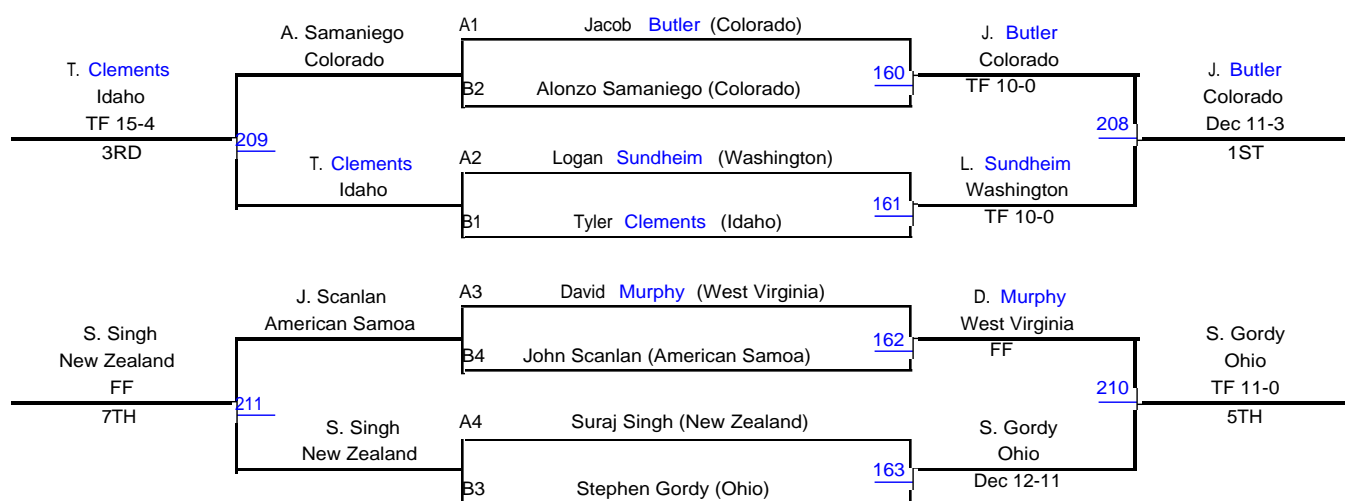 A1 Jacob Butler (Colorado)
A. Samaniego
Colorado
J. Butler
Colorado
TF 10-0
160
T. Clements
Idaho
TF 15-4
3RD
B2 Alonzo Samaniego (Colorado)
J. Butler
Colorado
Dec 11-3
1ST
209
208
T. Clements
Idaho
A2 Logan Sundheim (Washington)
L. Sundheim
Washington
TF 10-0
161
B1 Tyler Clements (Idaho)
J. Scanlan
American Samoa
A3 David Murphy (West Virginia)
D. Murphy
West Virginia
FF
162
S. Singh
New Zealand
FF
7TH
B4 John Scanlan (American Samoa)
S. Gordy
Ohio
TF 11-0
5TH
211
210
S. Singh
New Zealand
A4 Suraj Singh (New Zealand)
S. Gordy
Ohio
Dec 12-11
163
B3 Stephen Gordy (Ohio)